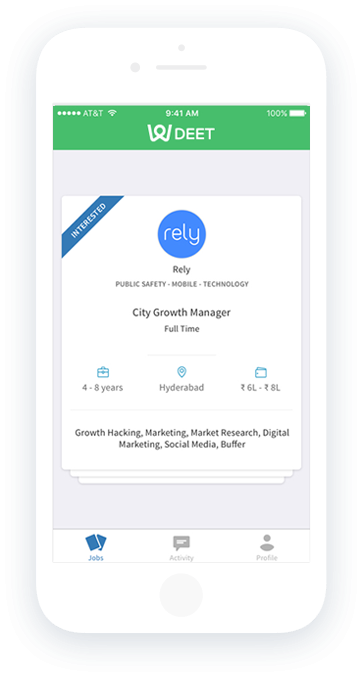 AT&T 9:41 AM 100%
W DEET
INTERESTED
rely
Rely
PUBLIC SAFETY - MOBILE - TECHNOLOGY
City Growth Manager
Full Time
4 - 8 years Hyderabad ₹ 6L - ₹ 8L
Growth Hacking, Marketing, Market Research, Digital
Marketing, Social Media, Buffer
Jobs Activity Profile